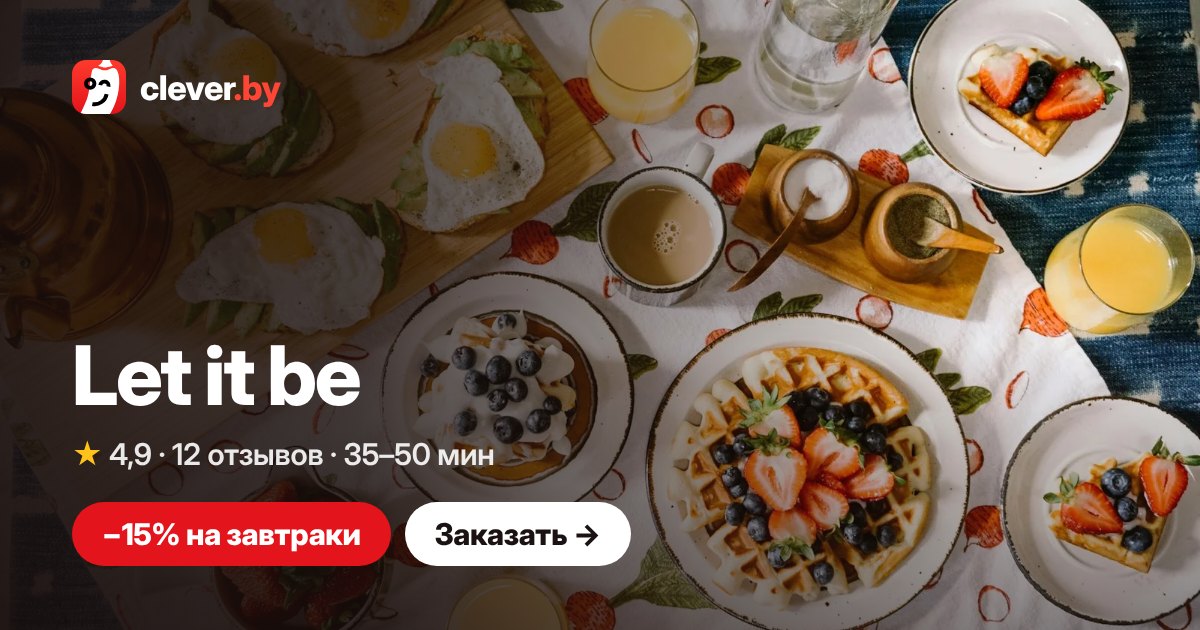 clever.by
Let it be
★ 4,9 · 12 отзывов · 35–50 мин
–15% на завтраки
Заказать →